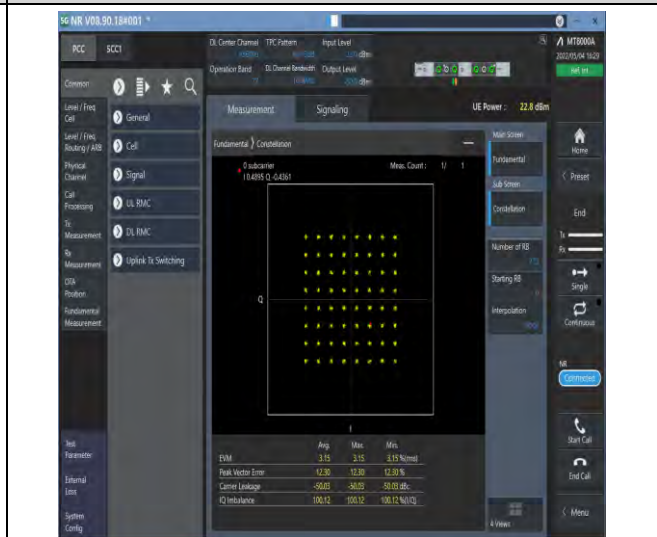 5G NR V08.90.18#001 *
PCC SCC1
DL Center Channel TPC Pattern Input Level
dBm
Operation Band DL Channel Bandwidth Output Level
dBm
MT8000A
2022/05/04 16:29
Ref. Int
Common
Level / Freq
Cell
Level / Freq
Routing / ARB
Physical
Channel
Call
Processing
Tx
Measurement
Rx
Measurement
OTA
Position
Fundamental
Measurement
Test
Parameter
External
Loss
System
Config
General
Cell
Signal
UL RMC
DL RMC
Uplink Tx Switching
Measurement Signaling UE Power : 22.8 dBm
Fundamental Constellation
0 subcarrier Meas. Count : 1/ 1
I 0.4895 Q -0.4361
Q
I
Avg. Max. Min.
EVM 3.15 3.15 3.15 %(rms)
Peak Vector Error 12.30 12.30 12.30 %
Carrier Leakage -50.03 -50.03 -50.03 dBc
IQ Imbalance 100.12 100.12 100.12 %(I/Q)
Main Screen
Fundamental
Sub Screen
Constellation
Number of RB
Starting RB
Interpolation
4 Views
Home
Preset
End
Tx
Rx
Single
Continuous
NR
Connected
Start Call
End Call
Menu